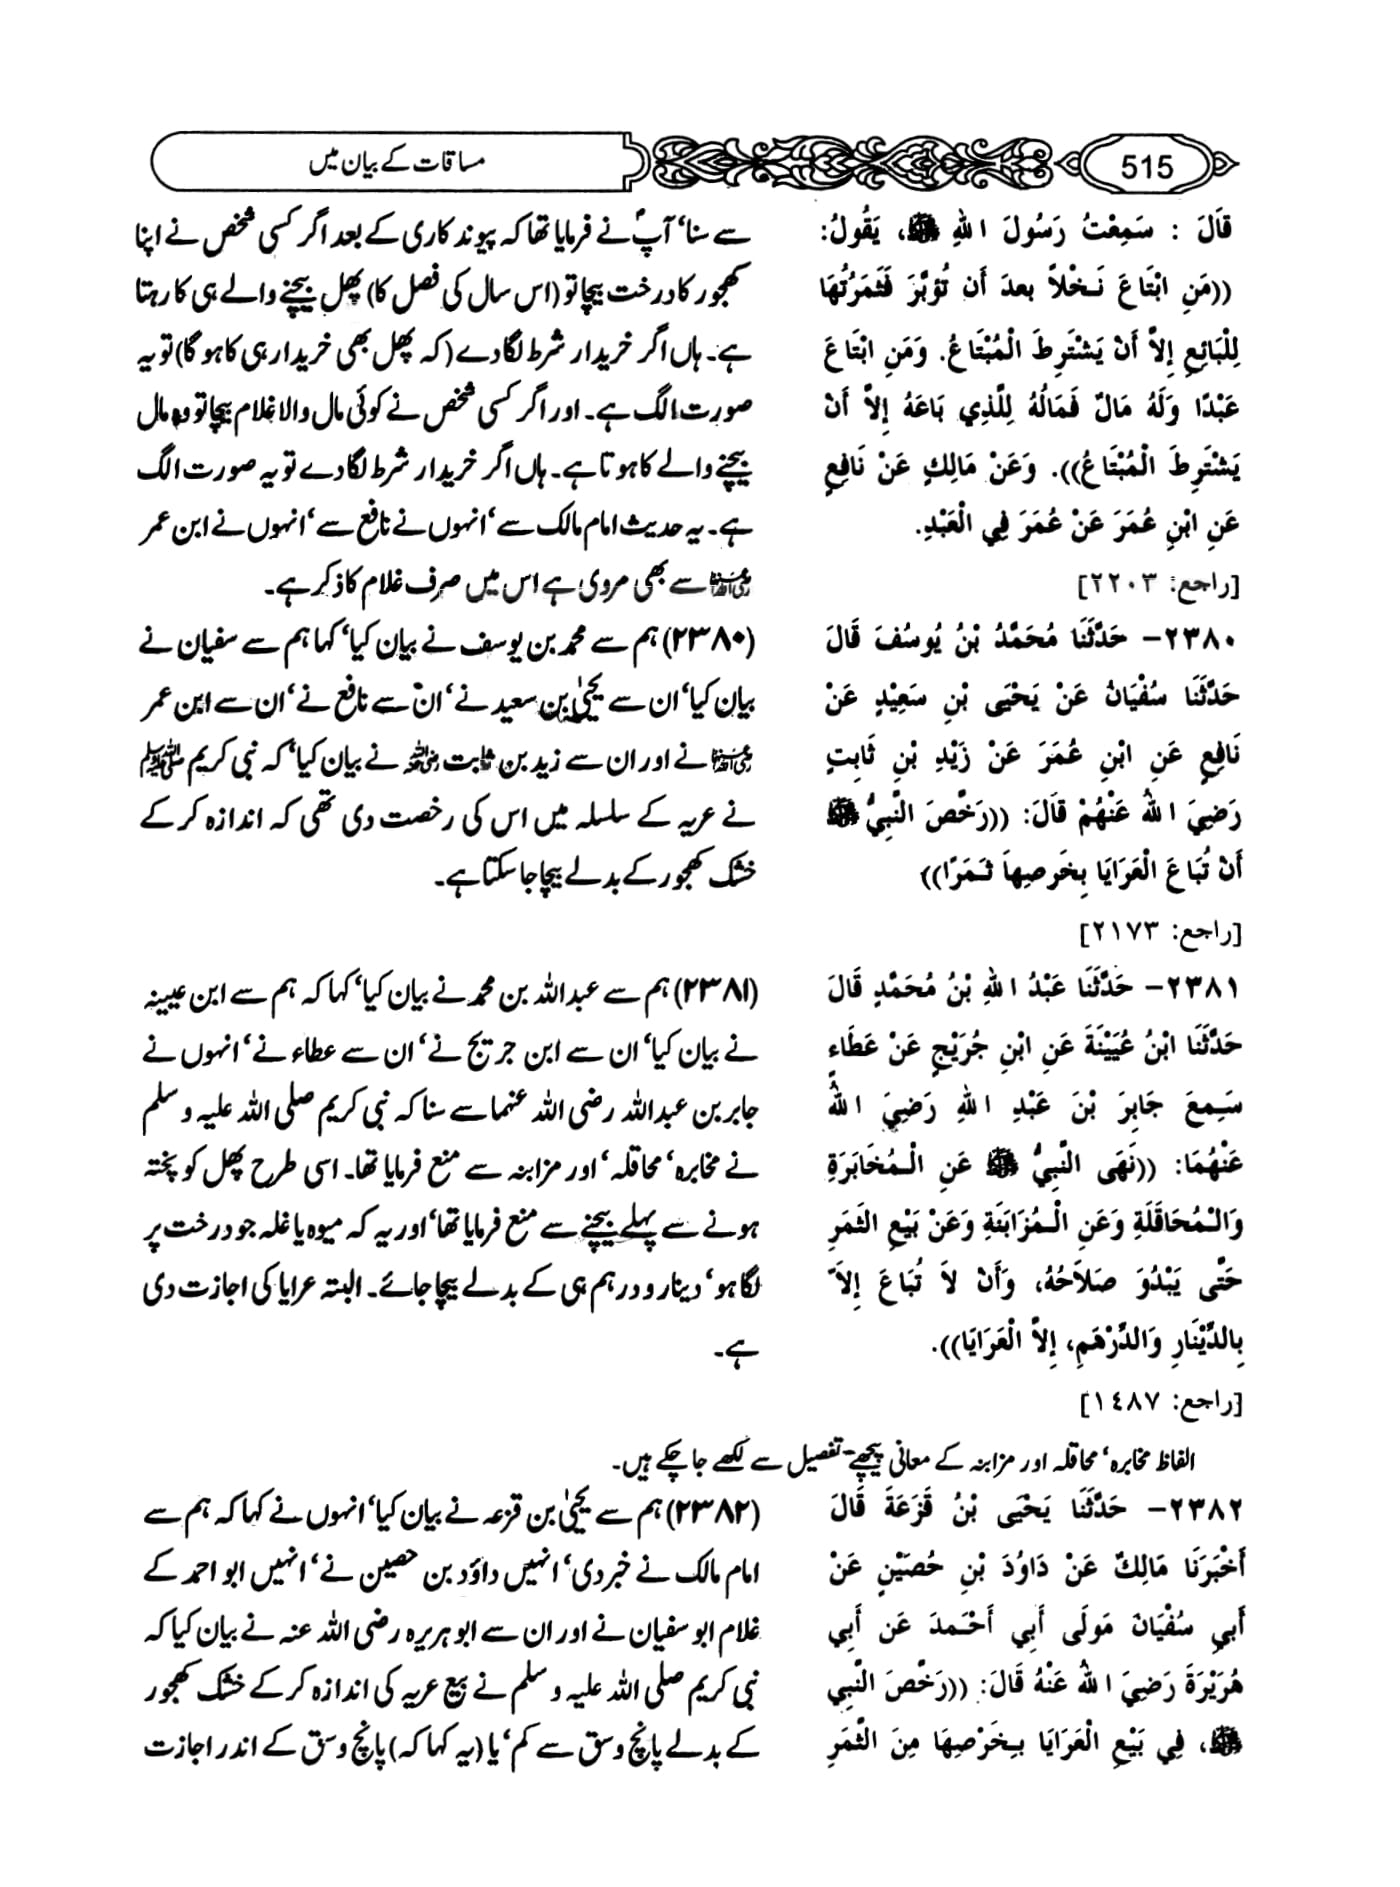 515
مساقات کے بیان میں
قَالَ : سَمِعْتُ رَسُولَ اللهِ ﷺ، يَقُولُ:
((مَنِ ابْتَاعَ نَخْلاً بعدَ أَن تُؤبَّرَ فَثَمَرَتُهَا
لِلْبَائِعِ إِلاَّ أَنْ يَشْتَرِطَ الْمُبْتَاعُ. وَمَنِ ابْتَاعَ
عَبْدًا وَلَهُ مَالٌ فَمَالُهُ لِلَّذِي بَاعَهُ إِلاَّ أَنْ
يَشْتَرِطَ الْمُبْتَاعُ)). وَعَنْ مَالِكٍ عَنْ نَافِعٍ
عَنِ ابْنِ عُمَرَ عَنْ عُمَرَ فِي الْعَبْدِ.
[راجع: ٢٢٠٣]
٢٣٨٠- حَدَّثَنَا مُحَمَّدُ بْنُ يُوسُفَ قَالَ
حَدَّثَنَا سُفْيَانُ عَنْ يَحْيَى بْنِ سَعِيْدٍ عَنْ
نَافِعٍ عَنِ ابْنِ عُمَرَ عَنْ زَيْدِ بْنِ ثَابِتٍ
رَضِيَ اللهُ عَنْهُمْ قَالَ: ((رَخَّصَ النَّبِيُّ ﷺ
أَنْ تُبَاعَ الْعَرَايَا بِخَرصِهاَ ثَمَرًا))
[راجع: ٢١٧٣]
٢٣٨١- حَدَّثَنَا عَبْدُ اللهِ بْنُ مُحَمَّدٍ قَالَ
حَدَّثَنَا ابْنُ عُيَيْنَةَ عَنِ ابْنِ جُرَيْجٍ عَنْ عَطَاءٍ
سَمِعَ جَابِرَ بْنَ عَبْدِ اللهِ رَضِيَ اللهُ
عَنْهُمَا: ((نَهَى النَّبِيُّ ﷺ عَنِ الْمُخَابَرَةِ
وَالْمُحَاقَلَةِ وَعَنِ الْمُزَابَنَةِ وَعَنْ بَيْعِ الثَمَرِ
حَتَّى يَبْدُوَ صَلاَحُهُ، وَأَنْ لاَ تُبَاعَ إِلاَّ
بِالدِّيْنَارِ وَالدِّرْهَمِ، إِلاَّ الْعَرَايَا)).
[راجع: ١٤٨٧]
سے سنا' آپؐ نے فرمایا تھا کہ پیوند کاری کے بعد اگر کسی شخص نے اپنا
کھجور کا درخت بیچا تو (اس سال کی فصل کا) پھل بیچنے والے ہی کا رہتا
ہے۔ ہاں اگر خریدار شرط لگا دے (کہ پھل بھی خریدار ہی کا ہو گا) تو یہ
صورت الگ ہے۔ اور اگر کسی شخص نے کوئی مال والا غلام بیچا تو وہ مال
بیچنے والے کا ہوتا ہے۔ ہاں اگر خریدار شرط لگا دے تو یہ صورت الگ
ہے۔ یہ حدیث امام مالک سے' انہوں نے نافع سے' انہوں نے ابن عمر
رضی اللہ عنہما سے بھی مروی ہے اس میں صرف غلام کا ذکر ہے۔
(۲۳۸۰) ہم سے محمد بن یوسف نے بیان کیا' کہا ہم سے سفیان نے
بیان کیا' ان سے یحییٰ بن سعید نے' ان سے نافع نے' ان سے ابن عمر
رضی اللہ عنہما نے اور ان سے زید بن ثابت رضی اللہ عنہ نے بیان کیا' کہ نبی کریم ﷺ
نے عریہ کے سلسلہ میں اس کی رخصت دی تھی کہ اندازہ کر کے
خشک کھجور کے بدلے بیچا جا سکتا ہے۔
(۲۳۸۱) ہم سے عبداللہ بن محمد نے بیان کیا' کہا کہ ہم سے ابن عیینہ
نے بیان کیا' ان سے ابن جریج نے' ان سے عطاء نے' انہوں نے
جابر بن عبداللہ رضی اللہ عنہما سے سنا کہ نبی کریم صلی اللہ علیہ و سلم
نے مخابرہ' محاقلہ' اور مزابنہ سے منع فرمایا تھا۔ اسی طرح پھل کو پختہ
ہونے سے پہلے بیچنے سے منع فرمایا تھا' اور یہ کہ میوہ یا غلہ جو درخت پر
لگا ہو' دینار و درہم ہی کے بدلے بیچا جائے۔ البتہ عرایا کی اجازت دی
ہے۔
الفاظ مخابرہ' محاقلہ اور مزابنہ کے معانی پیچھے تفصیل سے لکھے جا چکے ہیں۔
٢٣٨٢- حَدَّثَنَا يَحْيَى بْنُ قَزَعَةَ قَالَ
أَخْبَرَنَا مَالِكٌ عَنْ دَاوُدَ بْنِ حُصَيْنٍ عَنْ
أَبِي سُفْيَانَ مَولَى أَبِي أَحْمدَ عَن أَبِي
هُرَيْرَةَ رَضِيَ اللهُ عَنْهُ قَالَ: ((رَخَّصَ النَّبِي
ﷺ، فِي بَيْعِ الْعَرَايَا بِخَرْصِهَا مِنَ الثَّمَرِ
(۲۳۸۲) ہم سے یحییٰ بن قزعہ نے بیان کیا' انہوں نے کہا کہ ہم سے
امام مالک نے خبر دی' انہیں داؤد بن حصین نے' انہیں ابو احمد کے
غلام ابو سفیان نے اور ان سے ابو ہریرہ رضی اللہ عنہ نے بیان کیا کہ
نبی کریم صلی اللہ علیہ و سلم نے بیع عریہ کی اندازہ کر کے خشک کھجور
کے بدلے پانچ وسق سے کم' یا (یہ کہا کہ) پانچ وسق کے اندر اجازت